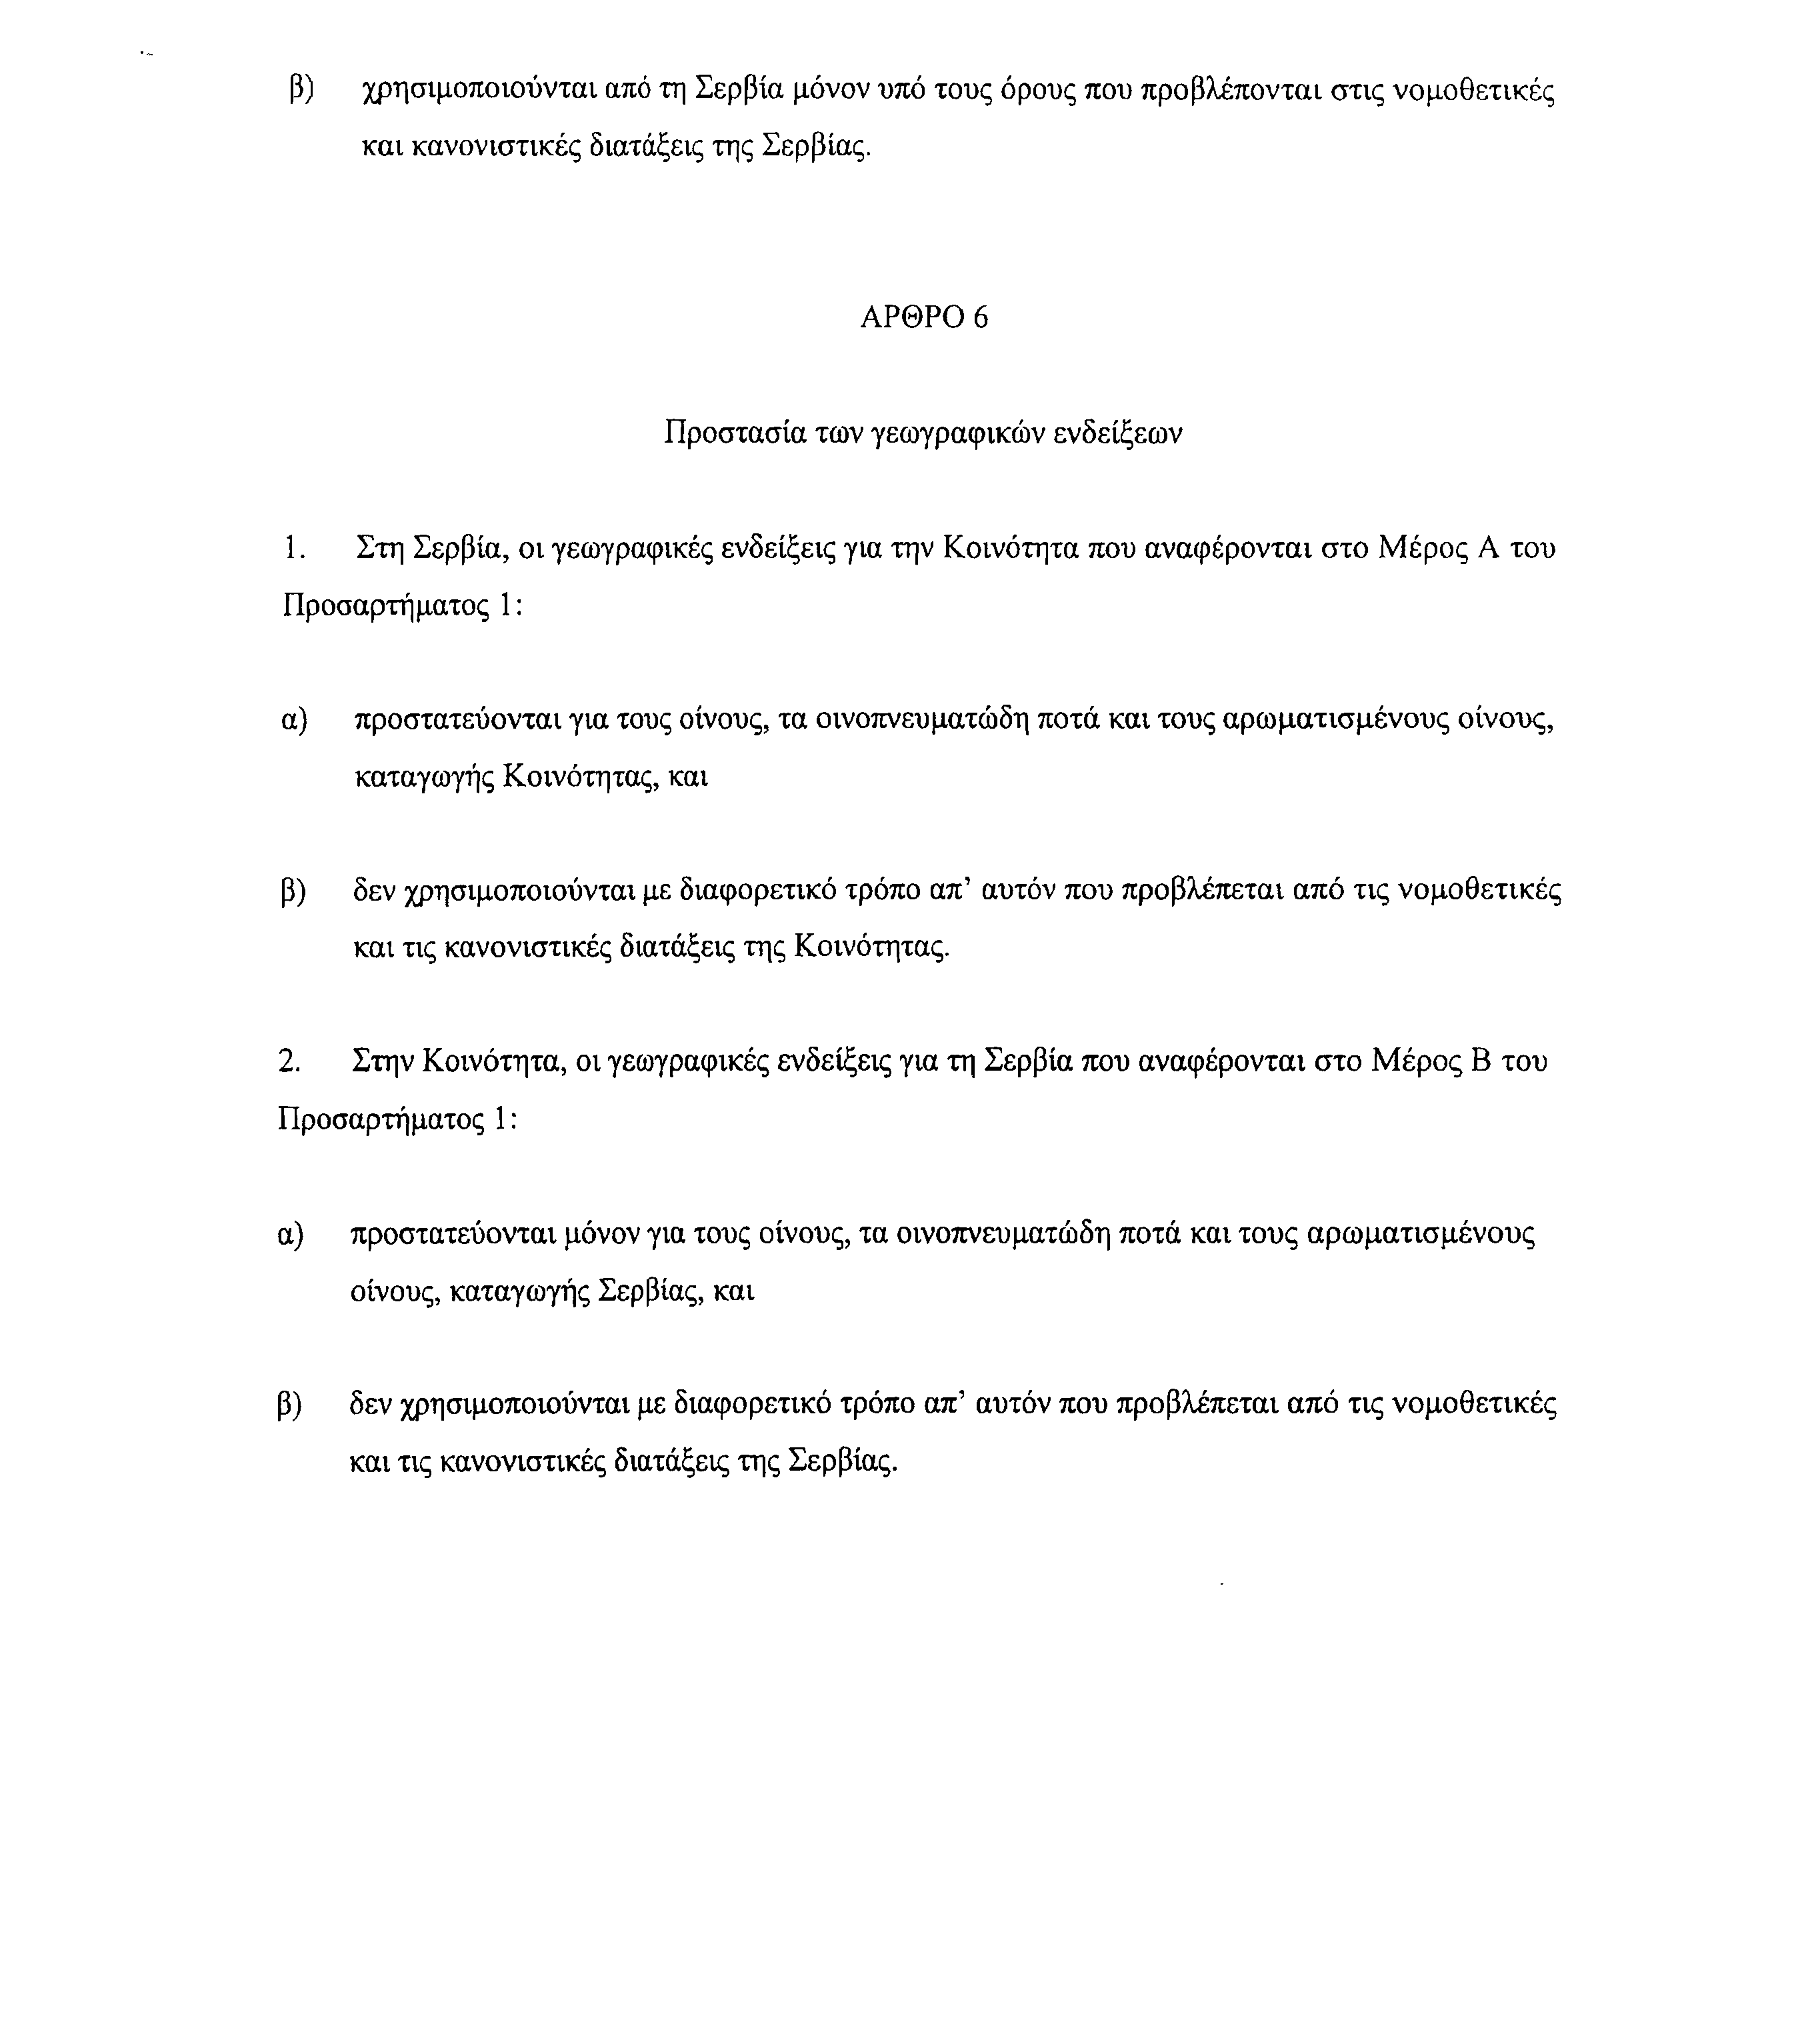 β) χρησιμοποιούνται από τη Σερβία μόνον υπό τους όρους που προβλέπονται στις νομοθετικές
και κανονιστικές διατάξεις της Σερβίας.
ΑΡΘΡΟ 6
Προστασία των γεωγραφικών ενδείξεων
1. Στη Σερβία, οι γεωγραφικές ενδείξεις για την Κοινότητα που αναφέρονται στο Μέρος Α του
Προσαρτήματος 1:
α) προστατεύονται για τους οίνους, τα οινοπνευματώδη ποτά και τους αρωματισμένους οίνους,
καταγωγής Κοινότητας, και
β) δεν χρησιμοποιούνται με διαφορετικό τρόπο απ’ αυτόν που προβλέπεται από τις νομοθετικές
και τις κανονιστικές διατάξεις της Κοινότητας.
2. Στην Κοινότητα, οι γεωγραφικές ενδείξεις για τη Σερβία που αναφέρονται στο Μέρος Β του
Προσαρτήματος 1:
α) προστατεύονται μόνον για τους οίνους, τα οινοπνευματώδη ποτά και τους αρωματισμένους
οίνους, καταγωγής Σερβίας, και
β) δεν χρησιμοποιούνται με διαφορετικό τρόπο απ’ αυτόν που προβλέπεται από τις νομοθετικές
και τις κανονιστικές διατάξεις της Σερβίας.